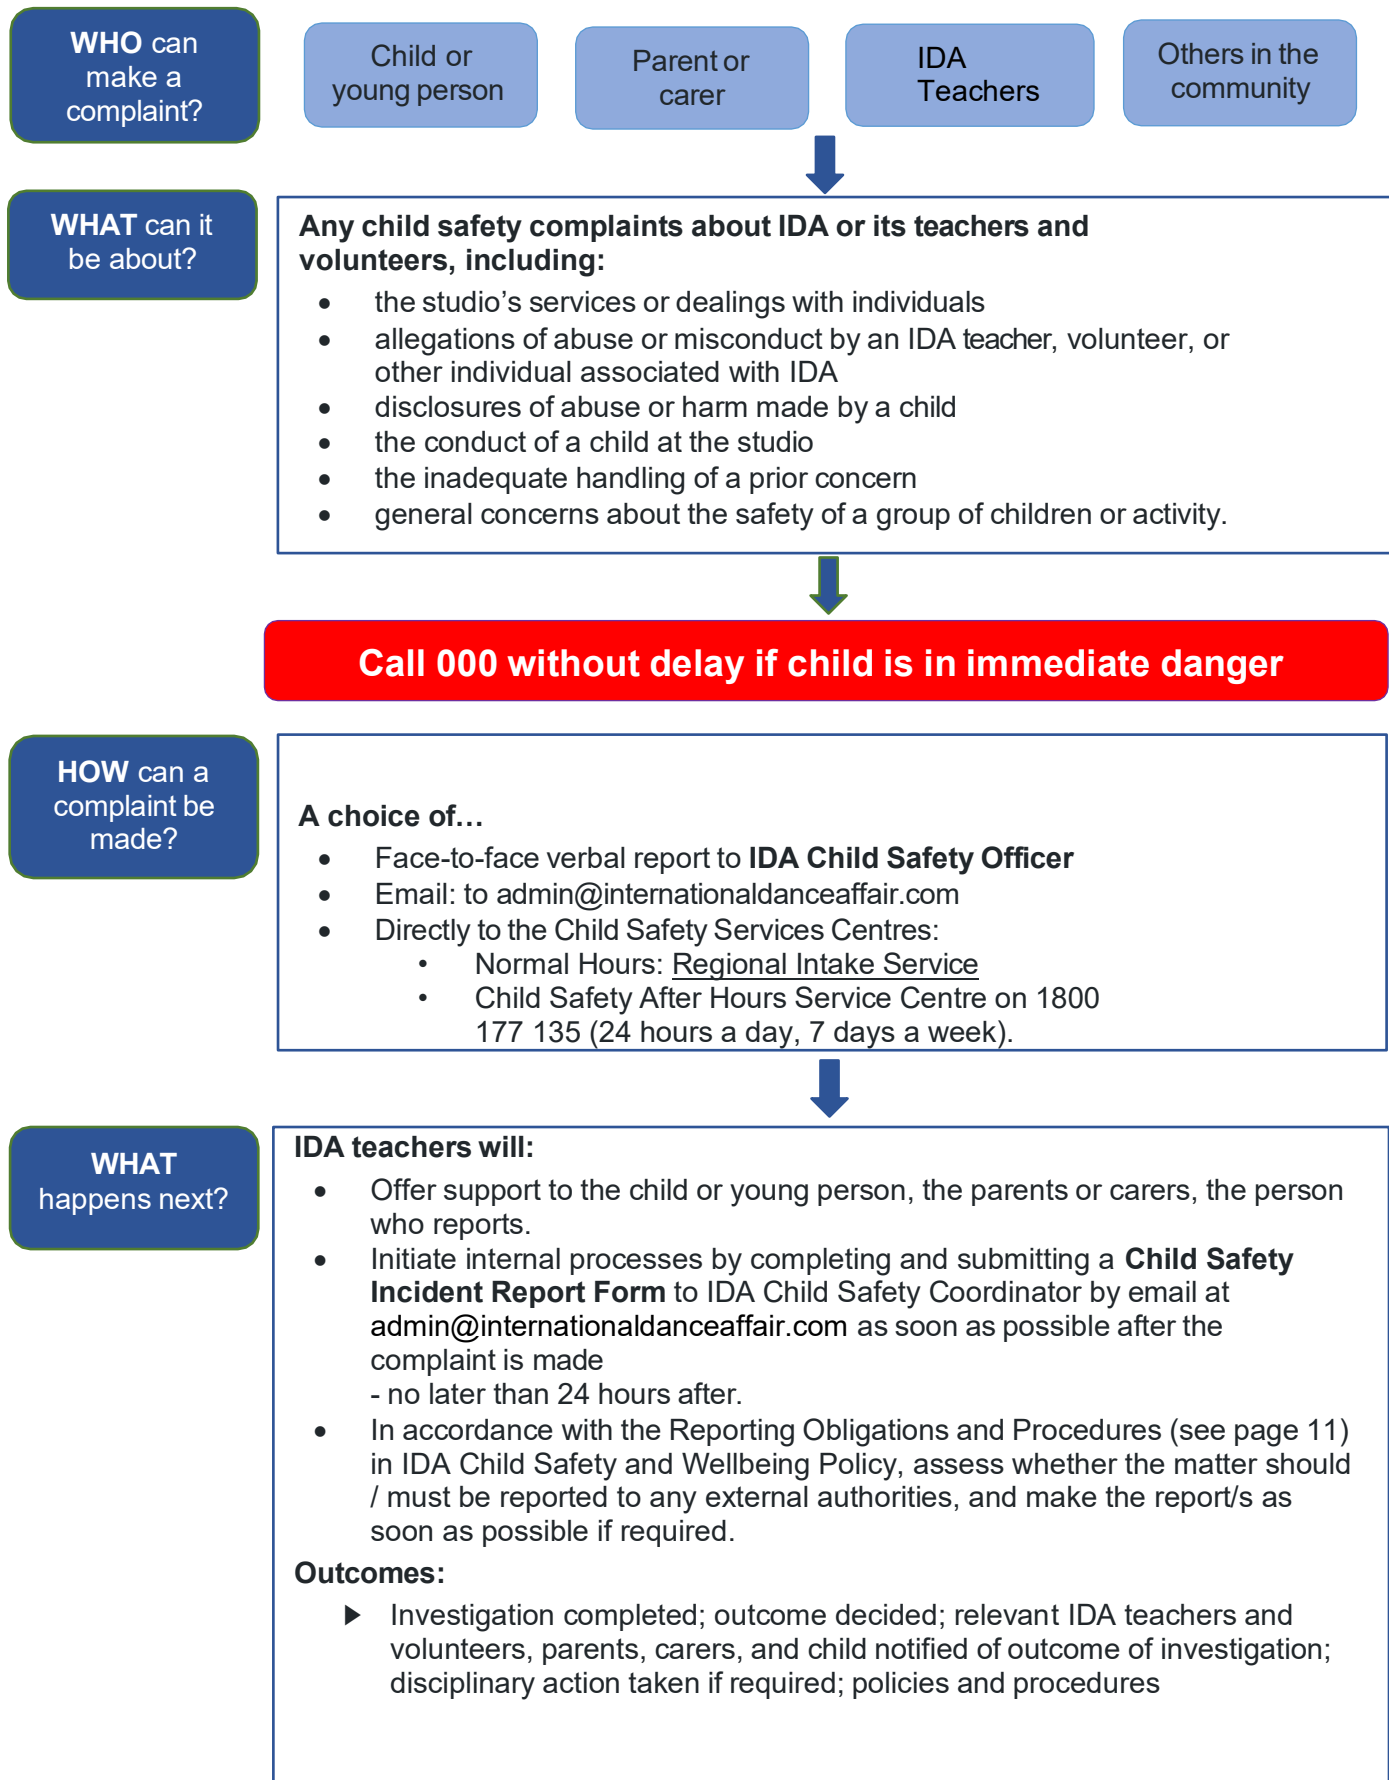 WHO can
make a
complaint?
Child or
young person
Parent or
carer
IDA
Teachers
Others in the
community
WHAT can it
be about?
Any child safety complaints about IDA or its teachers and
volunteers, including:
• the studio’s services or dealings with individuals
• allegations of abuse or misconduct by an IDA teacher, volunteer, or
other individual associated with IDA
• disclosures of abuse or harm made by a child
• the conduct of a child at the studio
• the inadequate handling of a prior concern
• general concerns about the safety of a group of children or activity.
Call 000 without delay if child is in immediate danger
HOW can a
complaint be
made?
A choice of…
• Face-to-face verbal report to IDA Child Safety Officer
• Email: to admin@internationaldanceaffair.com
• Directly to the Child Safety Services Centres:
• Normal Hours: Regional Intake Service
• Child Safety After Hours Service Centre on 1800
177 135 (24 hours a day, 7 days a week).
WHAT
happens next?
IDA teachers will:
• Offer support to the child or young person, the parents or carers, the person
who reports.
• Initiate internal processes by completing and submitting a Child Safety
Incident Report Form to IDA Child Safety Coordinator by email at
admin@internationaldanceaffair.com as soon as possible after the
complaint is made
- no later than 24 hours after.
• In accordance with the Reporting Obligations and Procedures (see page 11)
in IDA Child Safety and Wellbeing Policy, assess whether the matter should
/ must be reported to any external authorities, and make the report/s as
soon as possible if required.
Outcomes:
▶ Investigation completed; outcome decided; relevant IDA teachers and
volunteers, parents, carers, and child notified of outcome of investigation;
disciplinary action taken if required; policies and procedures